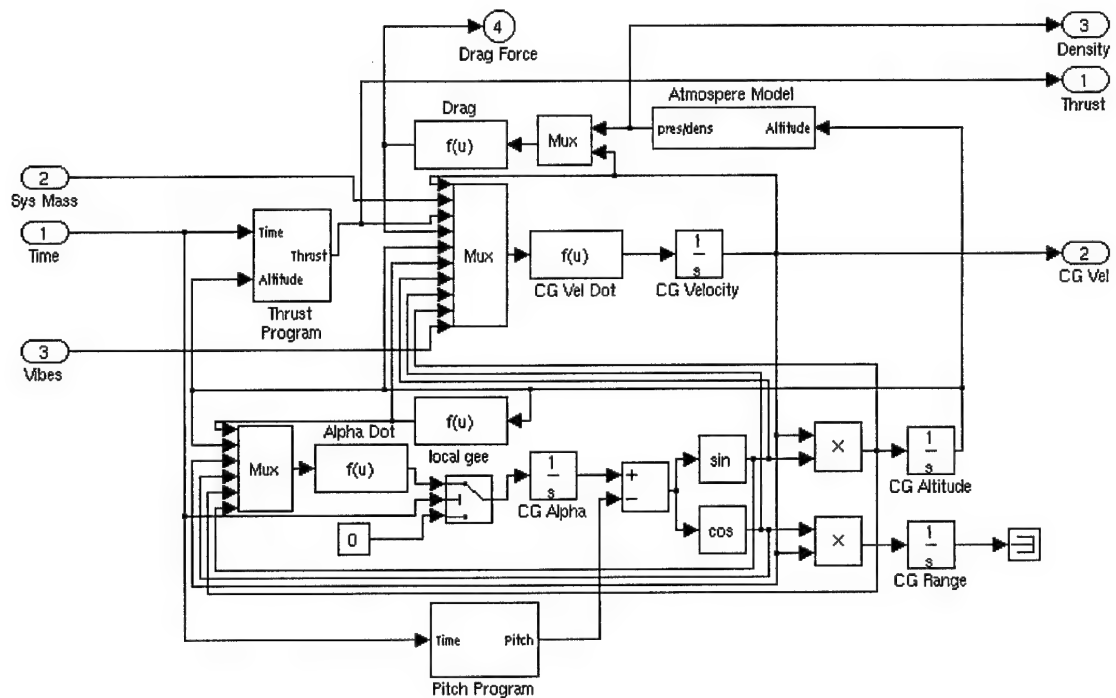 4
Drag Force
3
Density
1
Thrust
Atmospere Model
pres/dens
Altitude
Drag
f(u)
Mux
2
Sys Mass
1
Time
Time
Thrust
Altitude
Thrust
Program
Mux
f(u)
CG Vel Dot
1
s
CG Velocity
2
CG Vel
3
Vibes
Alpha Dot
f(u)
local gee
Mux
f(u)
0
1
s
CG Alpha
+
−
sin
cos
×
1
s
CG Altitude
×
1
s
CG Range
Time
Pitch
Pitch Program